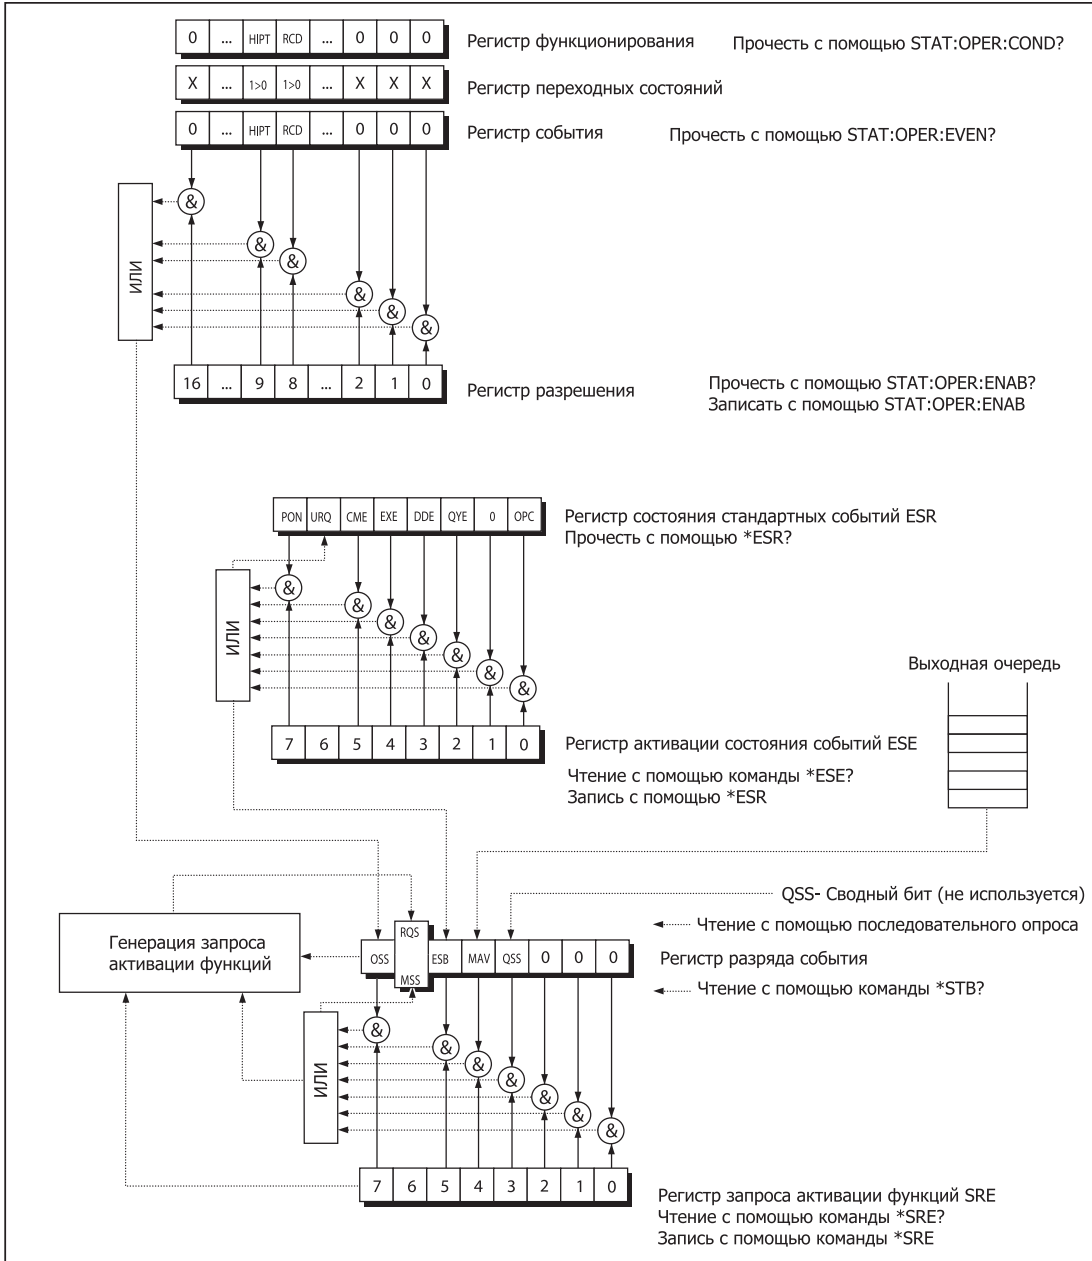 0 ... HIPT RCD ... 0 0 0
Регистр функционирования Прочесть с помощью STAT:OPER:COND?
X ... 1>0 1>0 ... X X X
Регистр переходных состояний
0 ... HIPT RCD ... 0 0 0
Регистр события Прочесть с помощью STAT:OPER:EVEN?
&
&
&
&
&
&
ИЛИ
16 ... 9 8 ... 2 1 0
Регистр разрешения
Прочесть с помощью STAT:OPER:ENAB?
Записать с помощью STAT:OPER:ENAB
PON URQ CME EXE DDE QYE 0 OPC
Регистр состояния стандартных событий ESR
Прочесть с помощью *ESR?
&
&
&
&
&
&
&
ИЛИ
Выходная очередь
7 6 5 4 3 2 1 0
Регистр активации состояния событий ESE
Чтение с помощью команды *ESE?
Запись с помощью *ESR
QSS- Сводный бит (не используется)
Чтение с помощью последовательного опроса
Генерация запроса
активации функций
RQS
OSS ESB MAV QSS 0 0 0
MSS
Регистр разряда события
Чтение с помощью команды *STB?
&
&
&
&
&
&
&
ИЛИ
7 6 5 4 3 2 1 0
Регистр запроса активации функций SRE
Чтение с помощью команды *SRE?
Запись с помощью команды *SRE